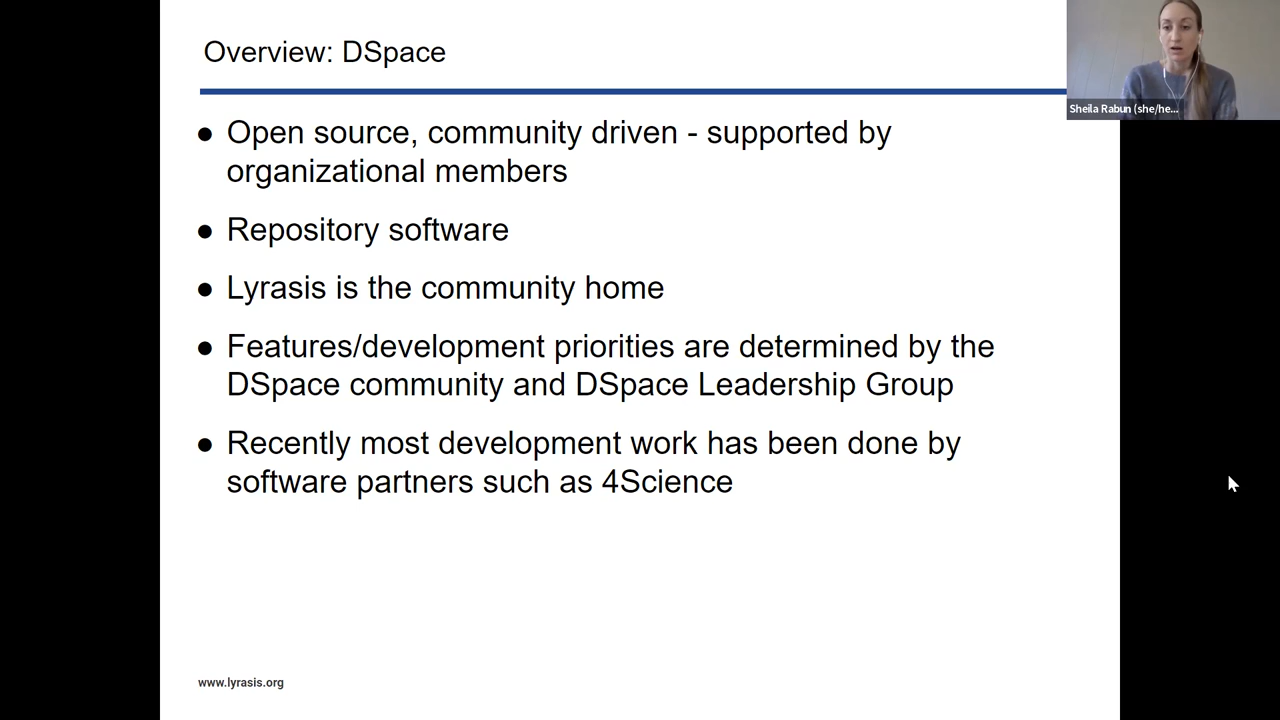 Overview: DSpace
Sheila Rabun (she/he...
● Open source, community driven - supported by
organizational members
● Repository software
● Lyrasis is the community home
● Features/development priorities are determined by the
DSpace community and DSpace Leadership Group
● Recently most development work has been done by
software partners such as 4Science
www.lyrasis.org